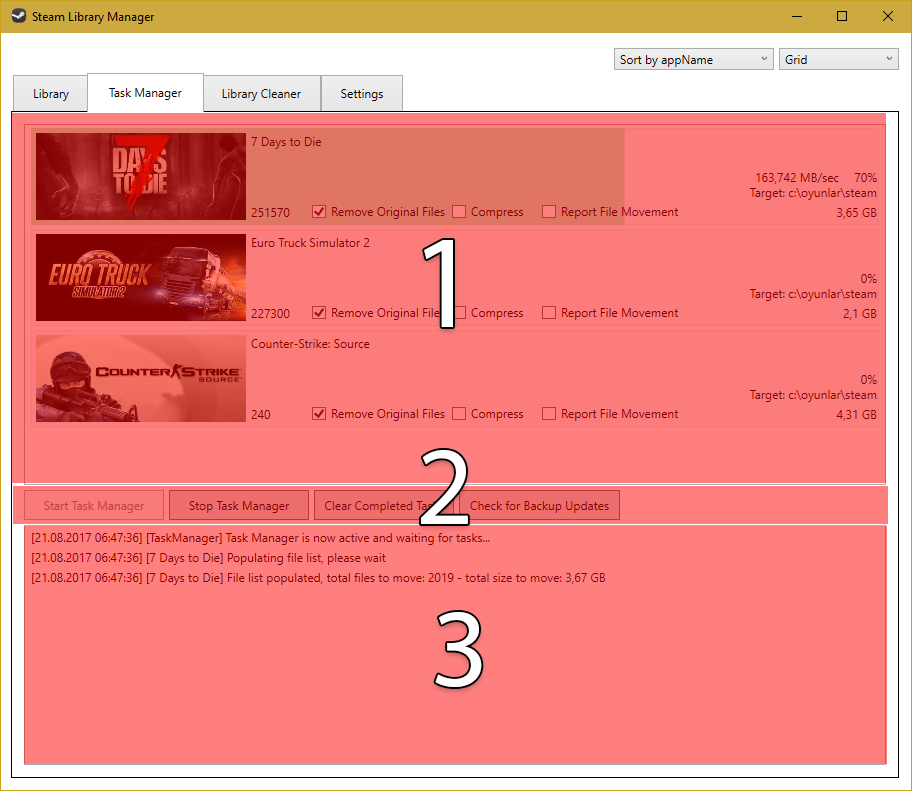 Steam Library Manager
Sort by appName Grid
Library Task Manager Library Cleaner Settings
7 DAYS TO DIE
7 Days to Die
163,742 MB/sec 70%
Target: c:\oyunlar\steam
251570 Remove Original Files Compress Report File Movement 3,65 GB
1
EURO TRUCK
SIMULATOR 2
Euro Truck Simulator 2
0%
Target: c:\oyunlar\steam
227300 Remove Original File Compress Report File Movement 2,1 GB
COUNTER STRIKE
SOURCE
Counter-Strike: Source
0%
Target: c:\oyunlar\steam
240 Remove Original Files Compress Report File Movement 4,31 GB
2
Start Task Manager Stop Task Manager Clear Completed Check for Backup Updates
[21.08.2017 06:47:36] [TaskManager] Task Manager is now active and waiting for tasks...
[21.08.2017 06:47:36] [7 Days to Die] Populating file list, please wait
[21.08.2017 06:47:36] [7 Days to Die] File list populated, total files to move: 2019 - total size to move: 3,67 GB
3